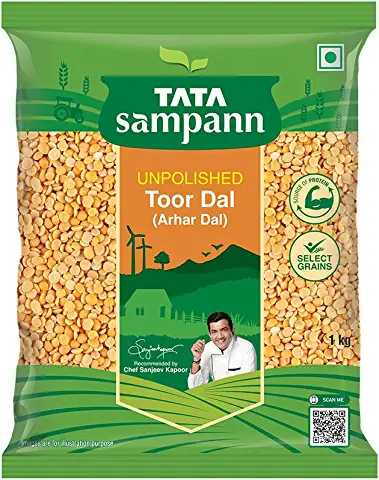 TATA
sampann
UNPOLISHED
Toor Dal
(Arhar Dal)
SOURCE OF PROTEIN
SELECT
GRAINS
Recommended by
Chef Sanjeev Kapoor
1 kg
SCAN ME
Images are for illustration purpose